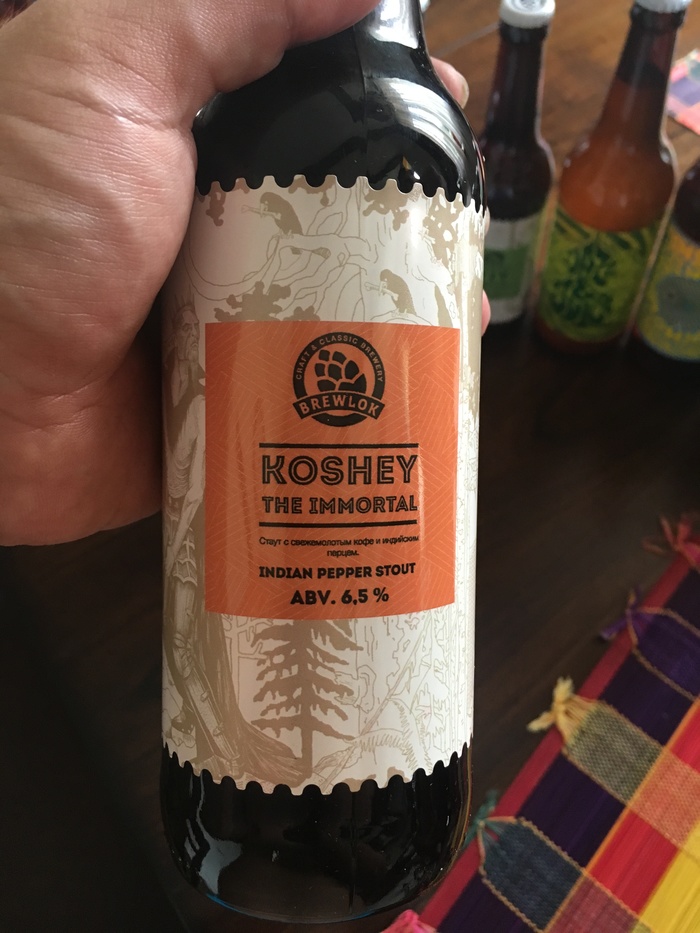 CRAFT & CLASSIC BREWERY
BREWLOK
KOSHEY
THE IMMORTAL
Стаут с свежемолотым кофе и индийским
перцем.
INDIAN PEPPER STOUT
ABV. 6,5 %